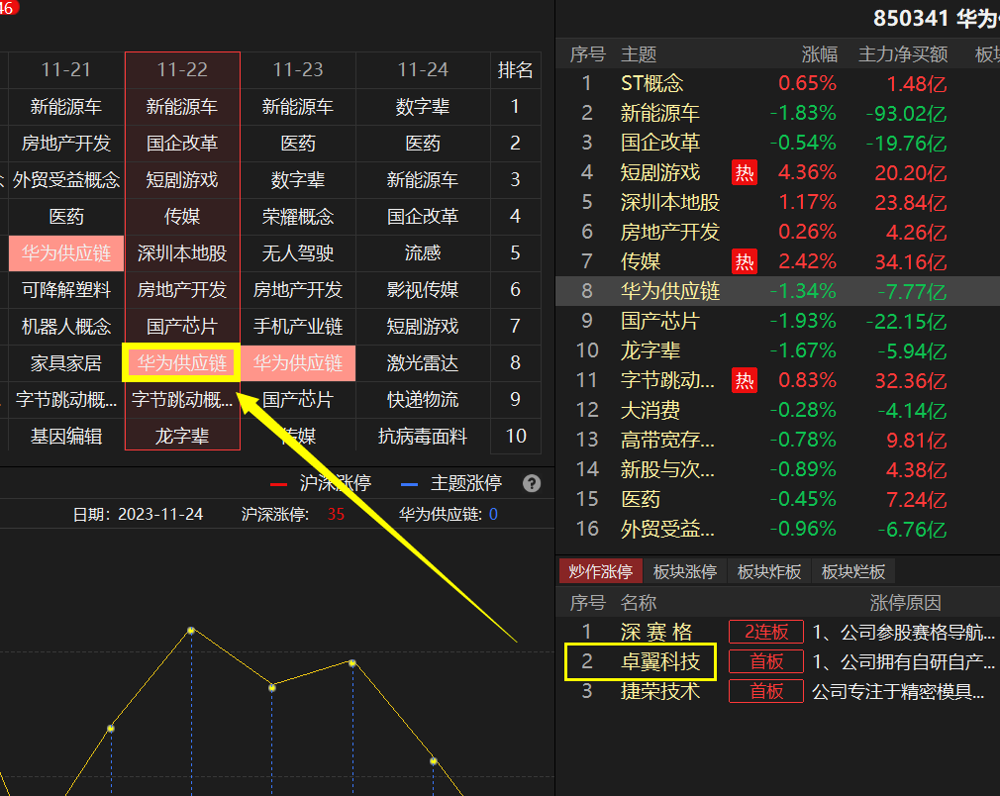 46
850341 华为
11-21 11-22 11-23 11-24 排名
新能源车 新能源车 新能源车 数字辈 1
房地产开发 国企改革 医药 医药 2
外贸受益概念 短剧游戏 数字辈 新能源车 3
医药 传媒 荣耀概念 国企改革 4
华为供应链 深圳本地股 无人驾驶 流感 5
可降解塑料 房地产开发 房地产开发 影视传媒 6
机器人概念 国产芯片 手机产业链 短剧游戏 7
家具家居 华为供应链 华为供应链 激光雷达 8
字节跳动概... 字节跳动概... 国产芯片 快递物流 9
基因编辑 龙字辈 传媒 抗病毒面料 10
沪深涨停 主题涨停 ?
日期: 2023-11-24 沪深涨停: 35 华为供应链: 0
序号 主题 涨幅 主力净买额 板块
1 ST概念 0.65% 1.48亿
2 新能源车 -1.83% -93.02亿
3 国企改革 -0.54% -19.76亿
4 短剧游戏 热 4.36% 20.20亿
5 深圳本地股 1.17% 23.84亿
6 房地产开发 0.26% 4.26亿
7 传媒 热 2.42% 34.16亿
8 华为供应链 -1.34% -7.77亿
9 国产芯片 -1.93% -22.15亿
10 龙字辈 -1.67% -5.94亿
11 字节跳动... 热 0.83% 32.36亿
12 大消费 -0.28% -4.14亿
13 高带宽存... -0.78% 9.81亿
14 新股与次... -0.89% 4.38亿
15 医药 -0.45% 7.24亿
16 外贸受益... -0.96% -6.76亿
炒作涨停 板块涨停 板块炸板 板块烂板
序号 名称 涨停原因
1 深赛格 2连板 1、公司参股赛格导航...
2 卓翼科技 首板 1、公司拥有自研自产...
3 捷荣技术 首板 公司专注于精密模具...